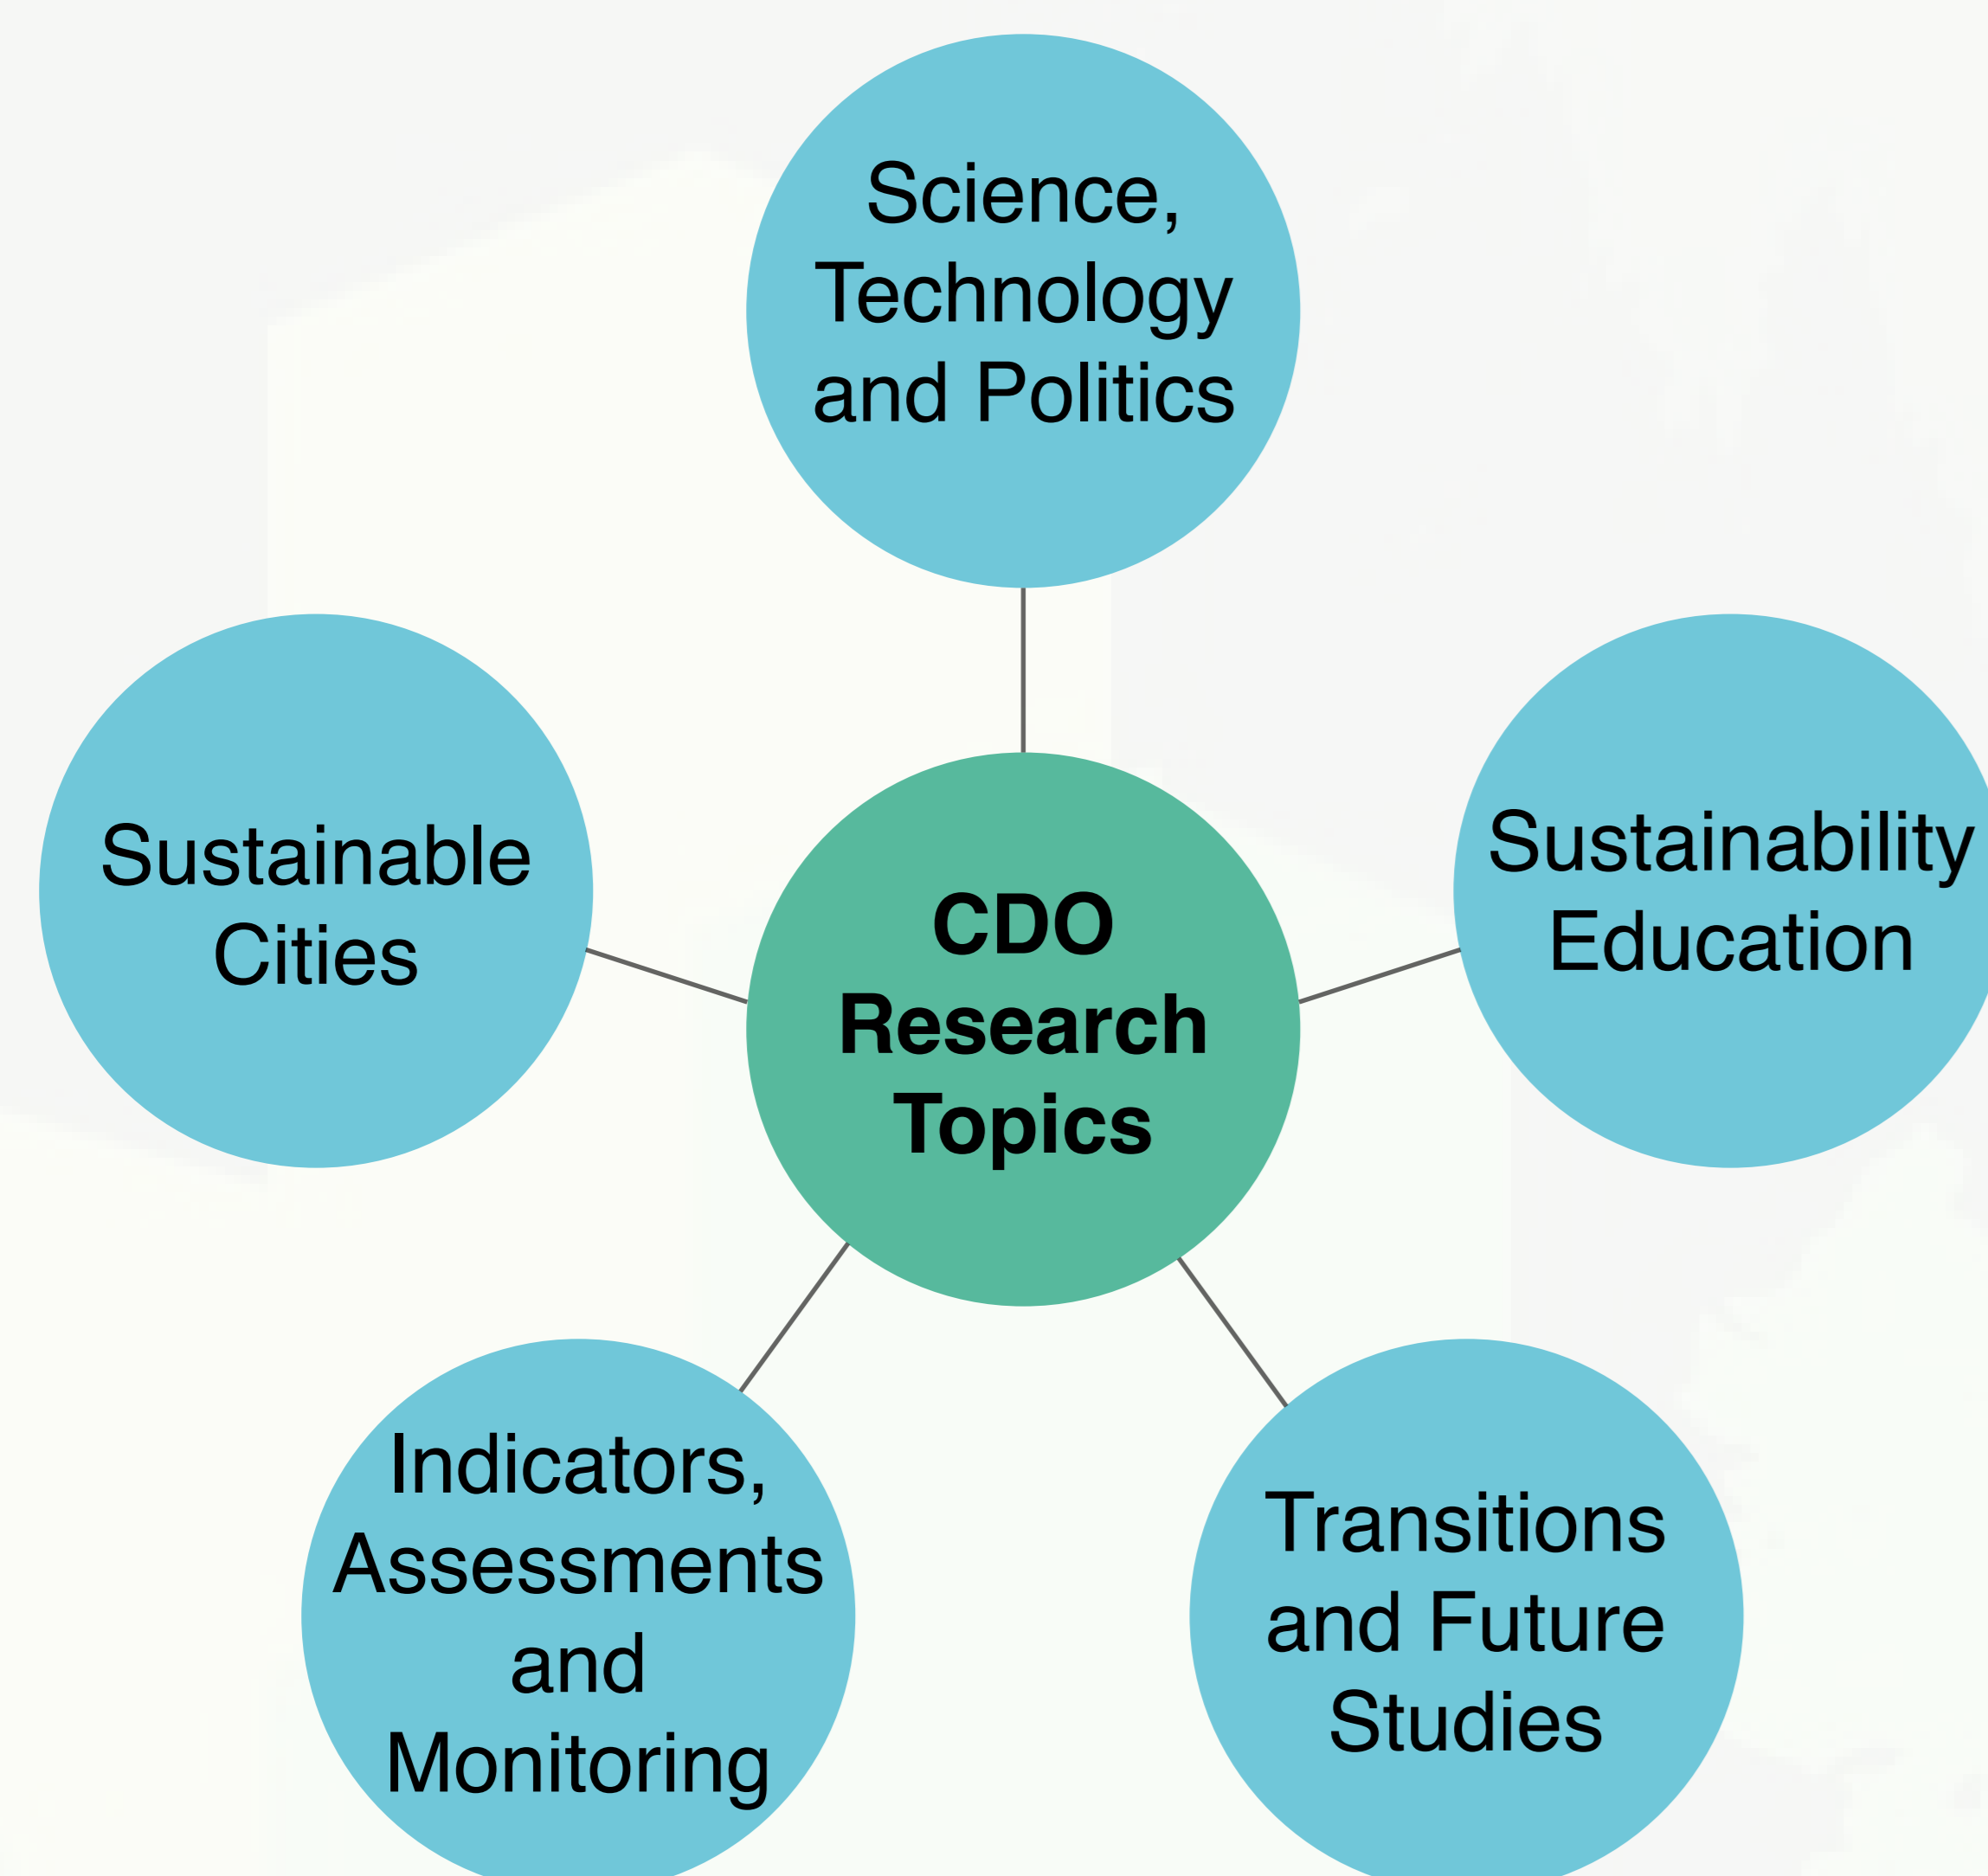 Science,
Technology
and Politics
Sustainable
Cities
Sustainability
Education
CDO
Research
Topics
Indicators,
Assessments
and
Monitoring
Transitions
and Future
Studies